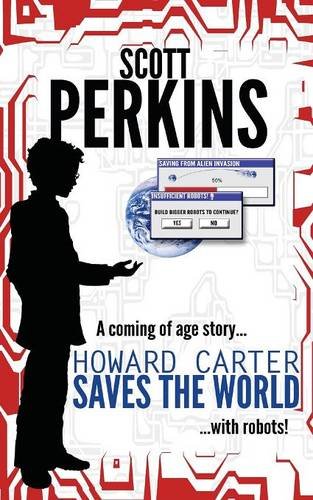 SCOTT
PERKINS
SAVING FROM ALIEN INVASION
50%
INSUFFICIENT ROBOTS!
BUILD BIGGER ROBOTS TO CONTINUE?
YES NO
A coming of age story...
HOWARD CARTER
SAVES THE WORLD
...with robots!